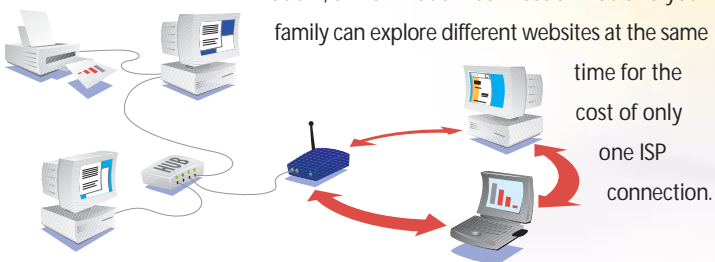 family can explore different websites at the same
time for the
cost of only
one ISP
connection.
HUB